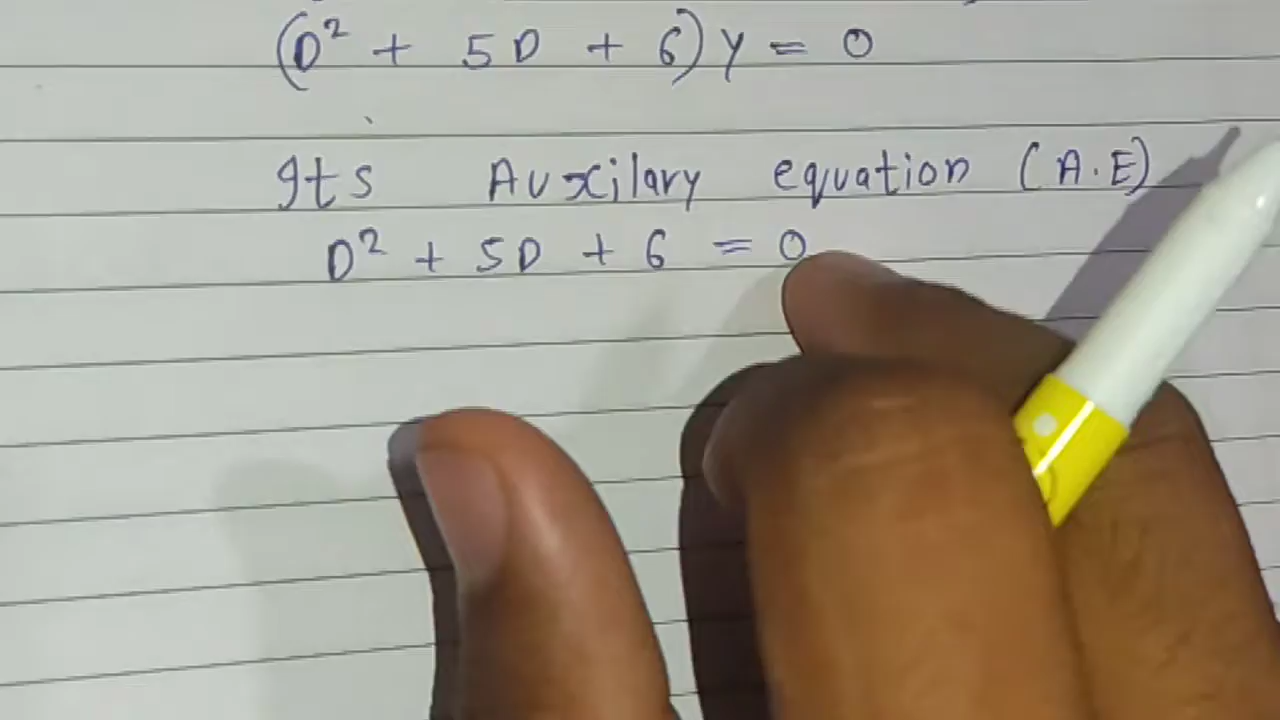 (D² + 5D + 6)y = 0
Its Auxilary equation (A.E)
D² + 5D + 6 = 0